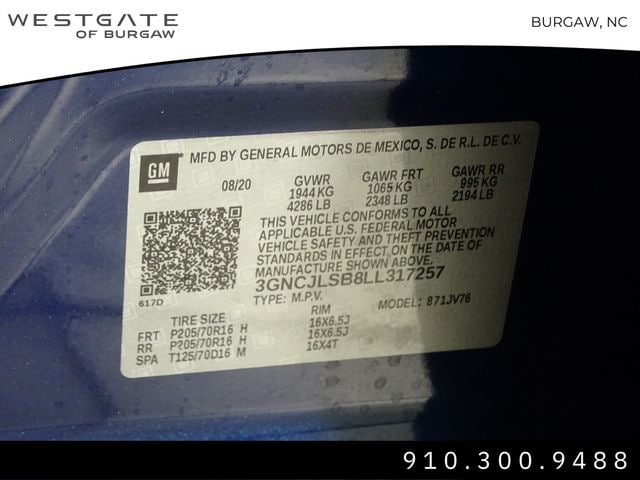 WESTGATE
OF BURGAW
BURGAW, NC
GM
MFD BY GENERAL MOTORS DE MEXICO, S. DE R.L. DE C.V.
08/20 GVWR GAWR FRT GAWR RR
1944 KG 1065 KG 995 KG
4286 LB 2348 LB 2194 LB
THIS VEHICLE CONFORMS TO ALL
APPLICABLE U.S. FEDERAL MOTOR
VEHICLE SAFETY AND THEFT PREVENTION
STANDARDS IN EFFECT ON THE DATE OF
MANUFACTURE SHOWN ABOVE.
3GNCJLSB8LL317257
617D TYPE: M.P.V. MODEL: 871JV76
TIRE SIZE RIM
FRT P205/70R16 H 16X6.5J
RR P205/70R16 H 16X6.5J
SPA T125/70D16 M 16X4T
910.300.9488